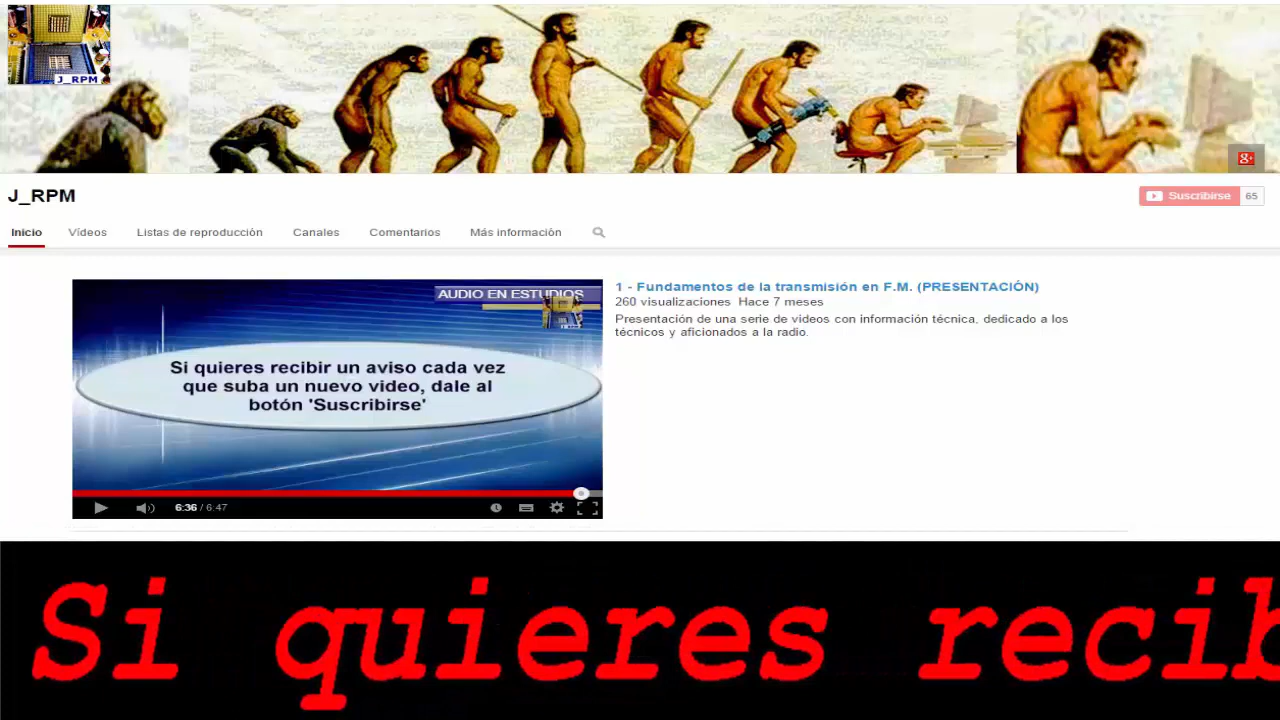 J_RPM
J_RPM
Suscribirse 65
Inicio Vídeos Listas de reproducción Canales Comentarios Más información
AUDIO EN ESTUDIOS
Si quieres recibir un aviso cada vez
que suba un nuevo video, dale al
botón 'Suscribirse'
6:36 / 6:47
1 - Fundamentos de la transmisión en F.M. (PRESENTACIÓN)
260 visualizaciones Hace 7 meses
Presentación de una serie de videos con información técnica, dedicado a los
técnicos y aficionados a la radio.
Si quieres recib